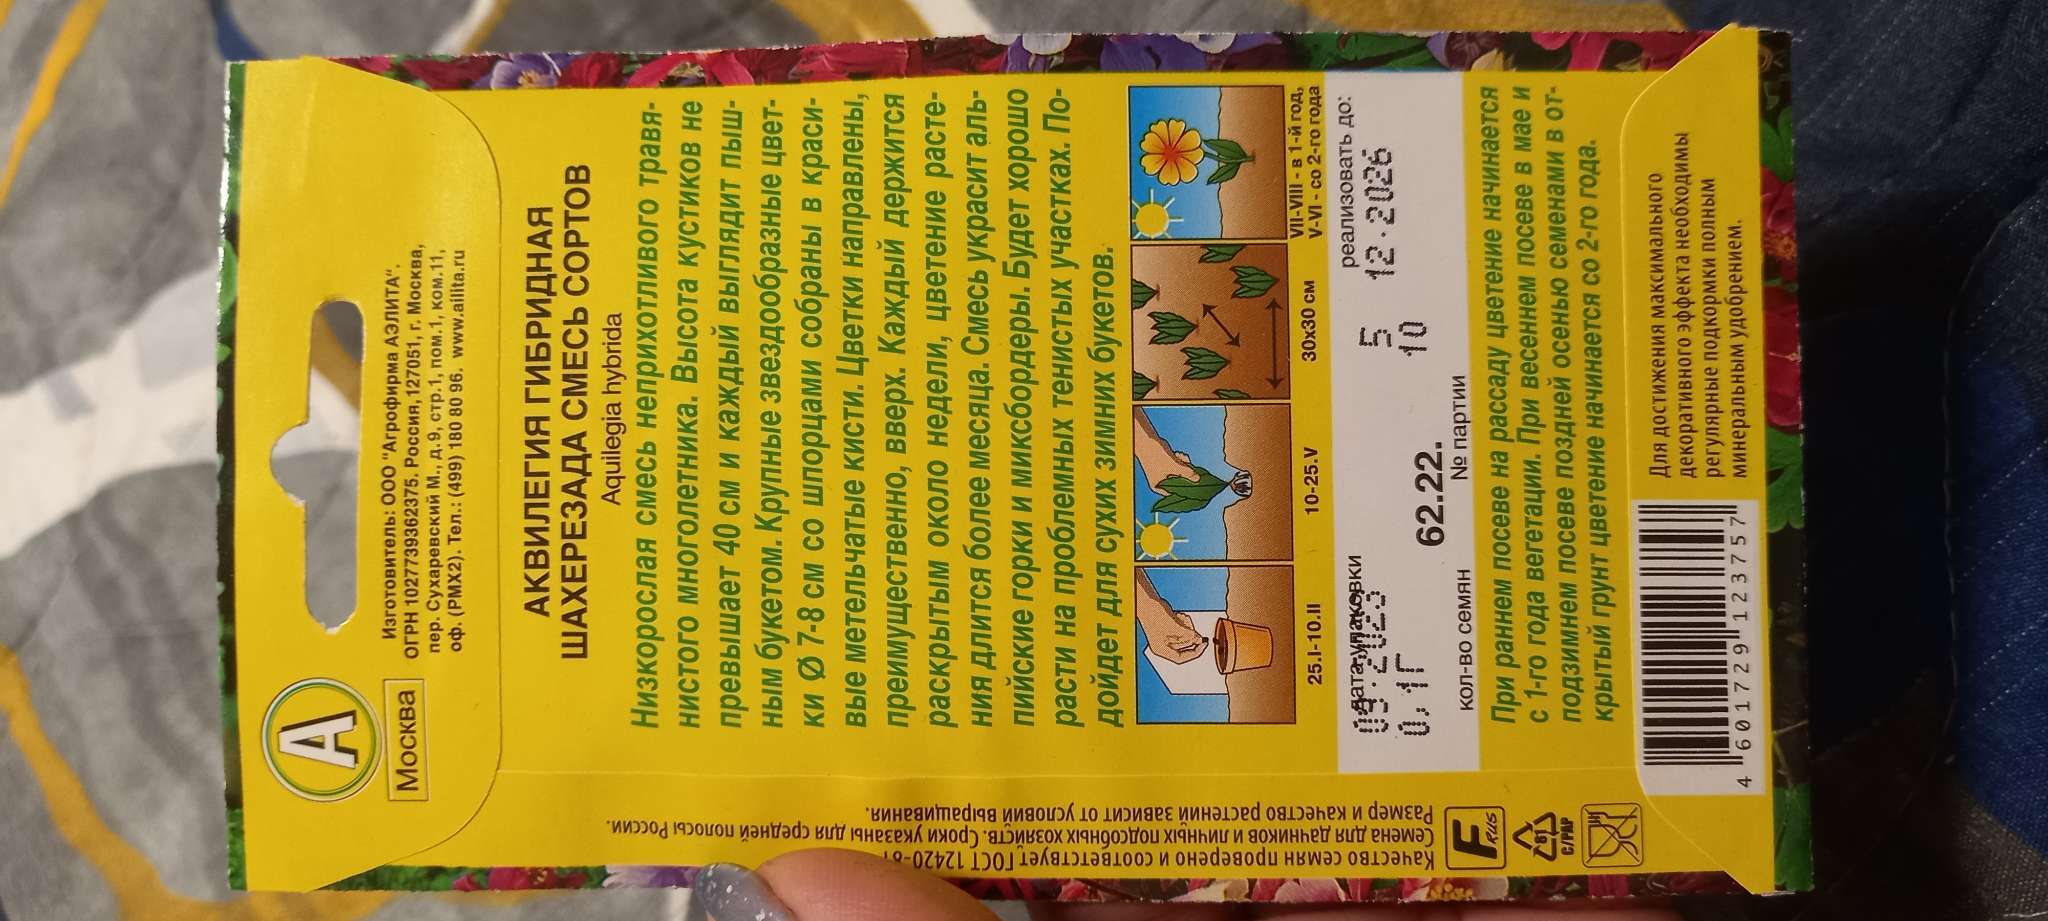 А
Москва
Изготовитель: ООО "Агрофирма АЭЛИТА".
ОГРН 1027739362375. Россия, 127051, г. Москва,
пер. Сухаревский М., д.9, стр.1, пом.1, ком.11,
оф. (РМХ2). Тел.: (499) 180 80 96. www.ailita.ru
АКВИЛЕГИЯ ГИБРИДНАЯ
ШАХЕРЕЗАДА СМЕСЬ СОРТОВ
Aquilegia hybrida
Низкорослая смесь неприхотливого травя-
нистого многолетника. Высота кустиков не
превышает 40 см и каждый выглядит пыш-
ным букетом. Крупные звездообразные цвет-
ки Ø 7-8 см со шпорцами собраны в краси-
вые метельчатые кисти. Цветки направлены,
преимущественно, вверх. Каждый держится
раскрытым около недели, цветение расте-
ния длится более месяца. Смесь украсит аль-
пийские горки и миксбордеры. Будет хорошо
расти на проблемных тенистых участках. По-
дойдет для сухих зимних букетов.
25.I-10.II
10-25.V
30x30 см
VII-VIII - в 1-й год,
V-VI - со 2-го года
дата упаковки
реализовать до:
5 12.2026
0.1Г
10
62.22.
кол-во семян
№ партии
При раннем посеве на рассаду цветение начинается
с 1-го года вегетации. При весеннем посеве в мае и
подзимнем посеве поздней осенью семенами в от-
крытый грунт цветение начинается со 2-го года.
4 601729 123757
Для достижения максимального
декоративного эффекта необходимы
регулярные подкормки полным
минеральным удобрением.
Качество семян проверено и соответствует ГОСТ 12420-81
Семена для дачников и личных подсобных хозяйств. Сроки указаны для средней полосы России.
Размер и качество растений зависит от условий выращивания.
F RUS
81
C/PAP